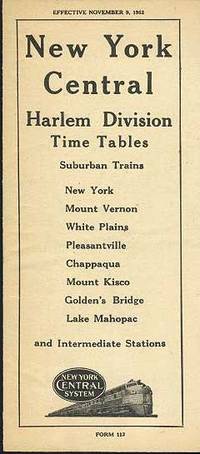 EFFECTIVE NOVEMBER 9, 1952
New York
Central
Harlem Division
Time Tables
Suburban Trains
New York
Mount Vernon
White Plains
Pleasantville
Chappaqua
Mount Kisco
Golden's Bridge
Lake Mahopac
and Intermediate Stations
NEW YORK
CENTRAL
SYSTEM
FORM 113